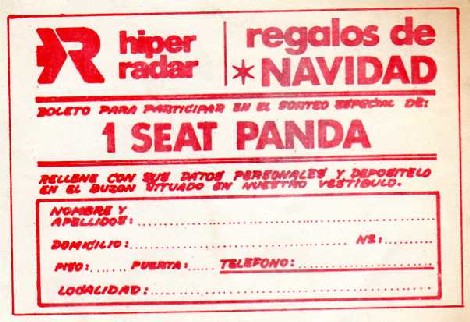 hiper
radar
regalos de
*NAVIDAD
BOLETO PARA PARTICIPAR EN EL SORTEO ESPECIAL DE:
1 SEAT PANDA
RELLENE CON SUS DATOS PERSONALES Y DEPOSITELO
EN EL BUZON SITUADO EN NUESTRO VESTIBULO.
NOMBRE Y
APELLIDOS:
DOMICILIO: Nº:
PISO: PUERTA: TELEFONO:
LOCALIDAD: